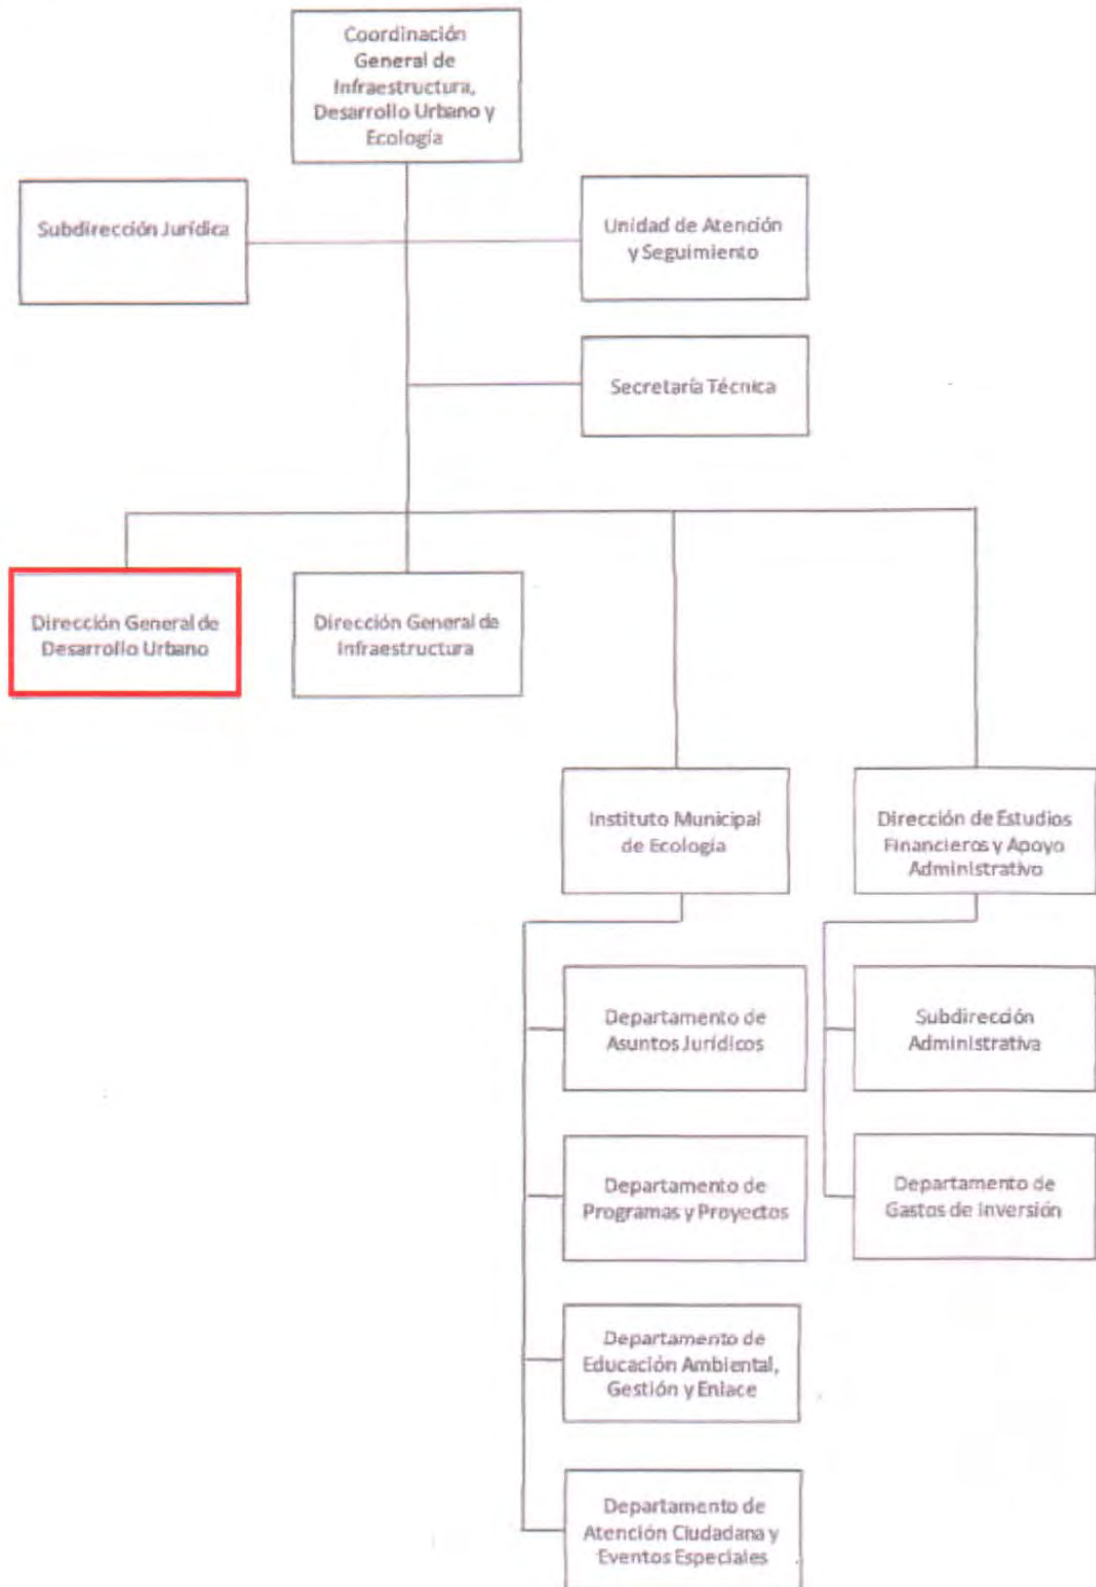 Coordinación
General de
Infraestructura,
Desarrollo Urbano y
Ecología
Subdirección Jurídica
Unidad de Atención
y Seguimiento
Secretaría Técnica
Dirección General de
Desarrollo Urbano
Dirección General de
Infraestructura
Instituto Municipal
de Ecología
Dirección de Estudios
Financieros y Apoyo
Administrativo
Departamento de
Asuntos Jurídicos
Subdirección
Administrativa
Departamento de
Programas y Proyectos
Departamento de
Gastos de Inversión
Departamento de
Educación Ambiental,
Gestión y Enlace
Departamento de
Atención Ciudadana y
Eventos Especiales